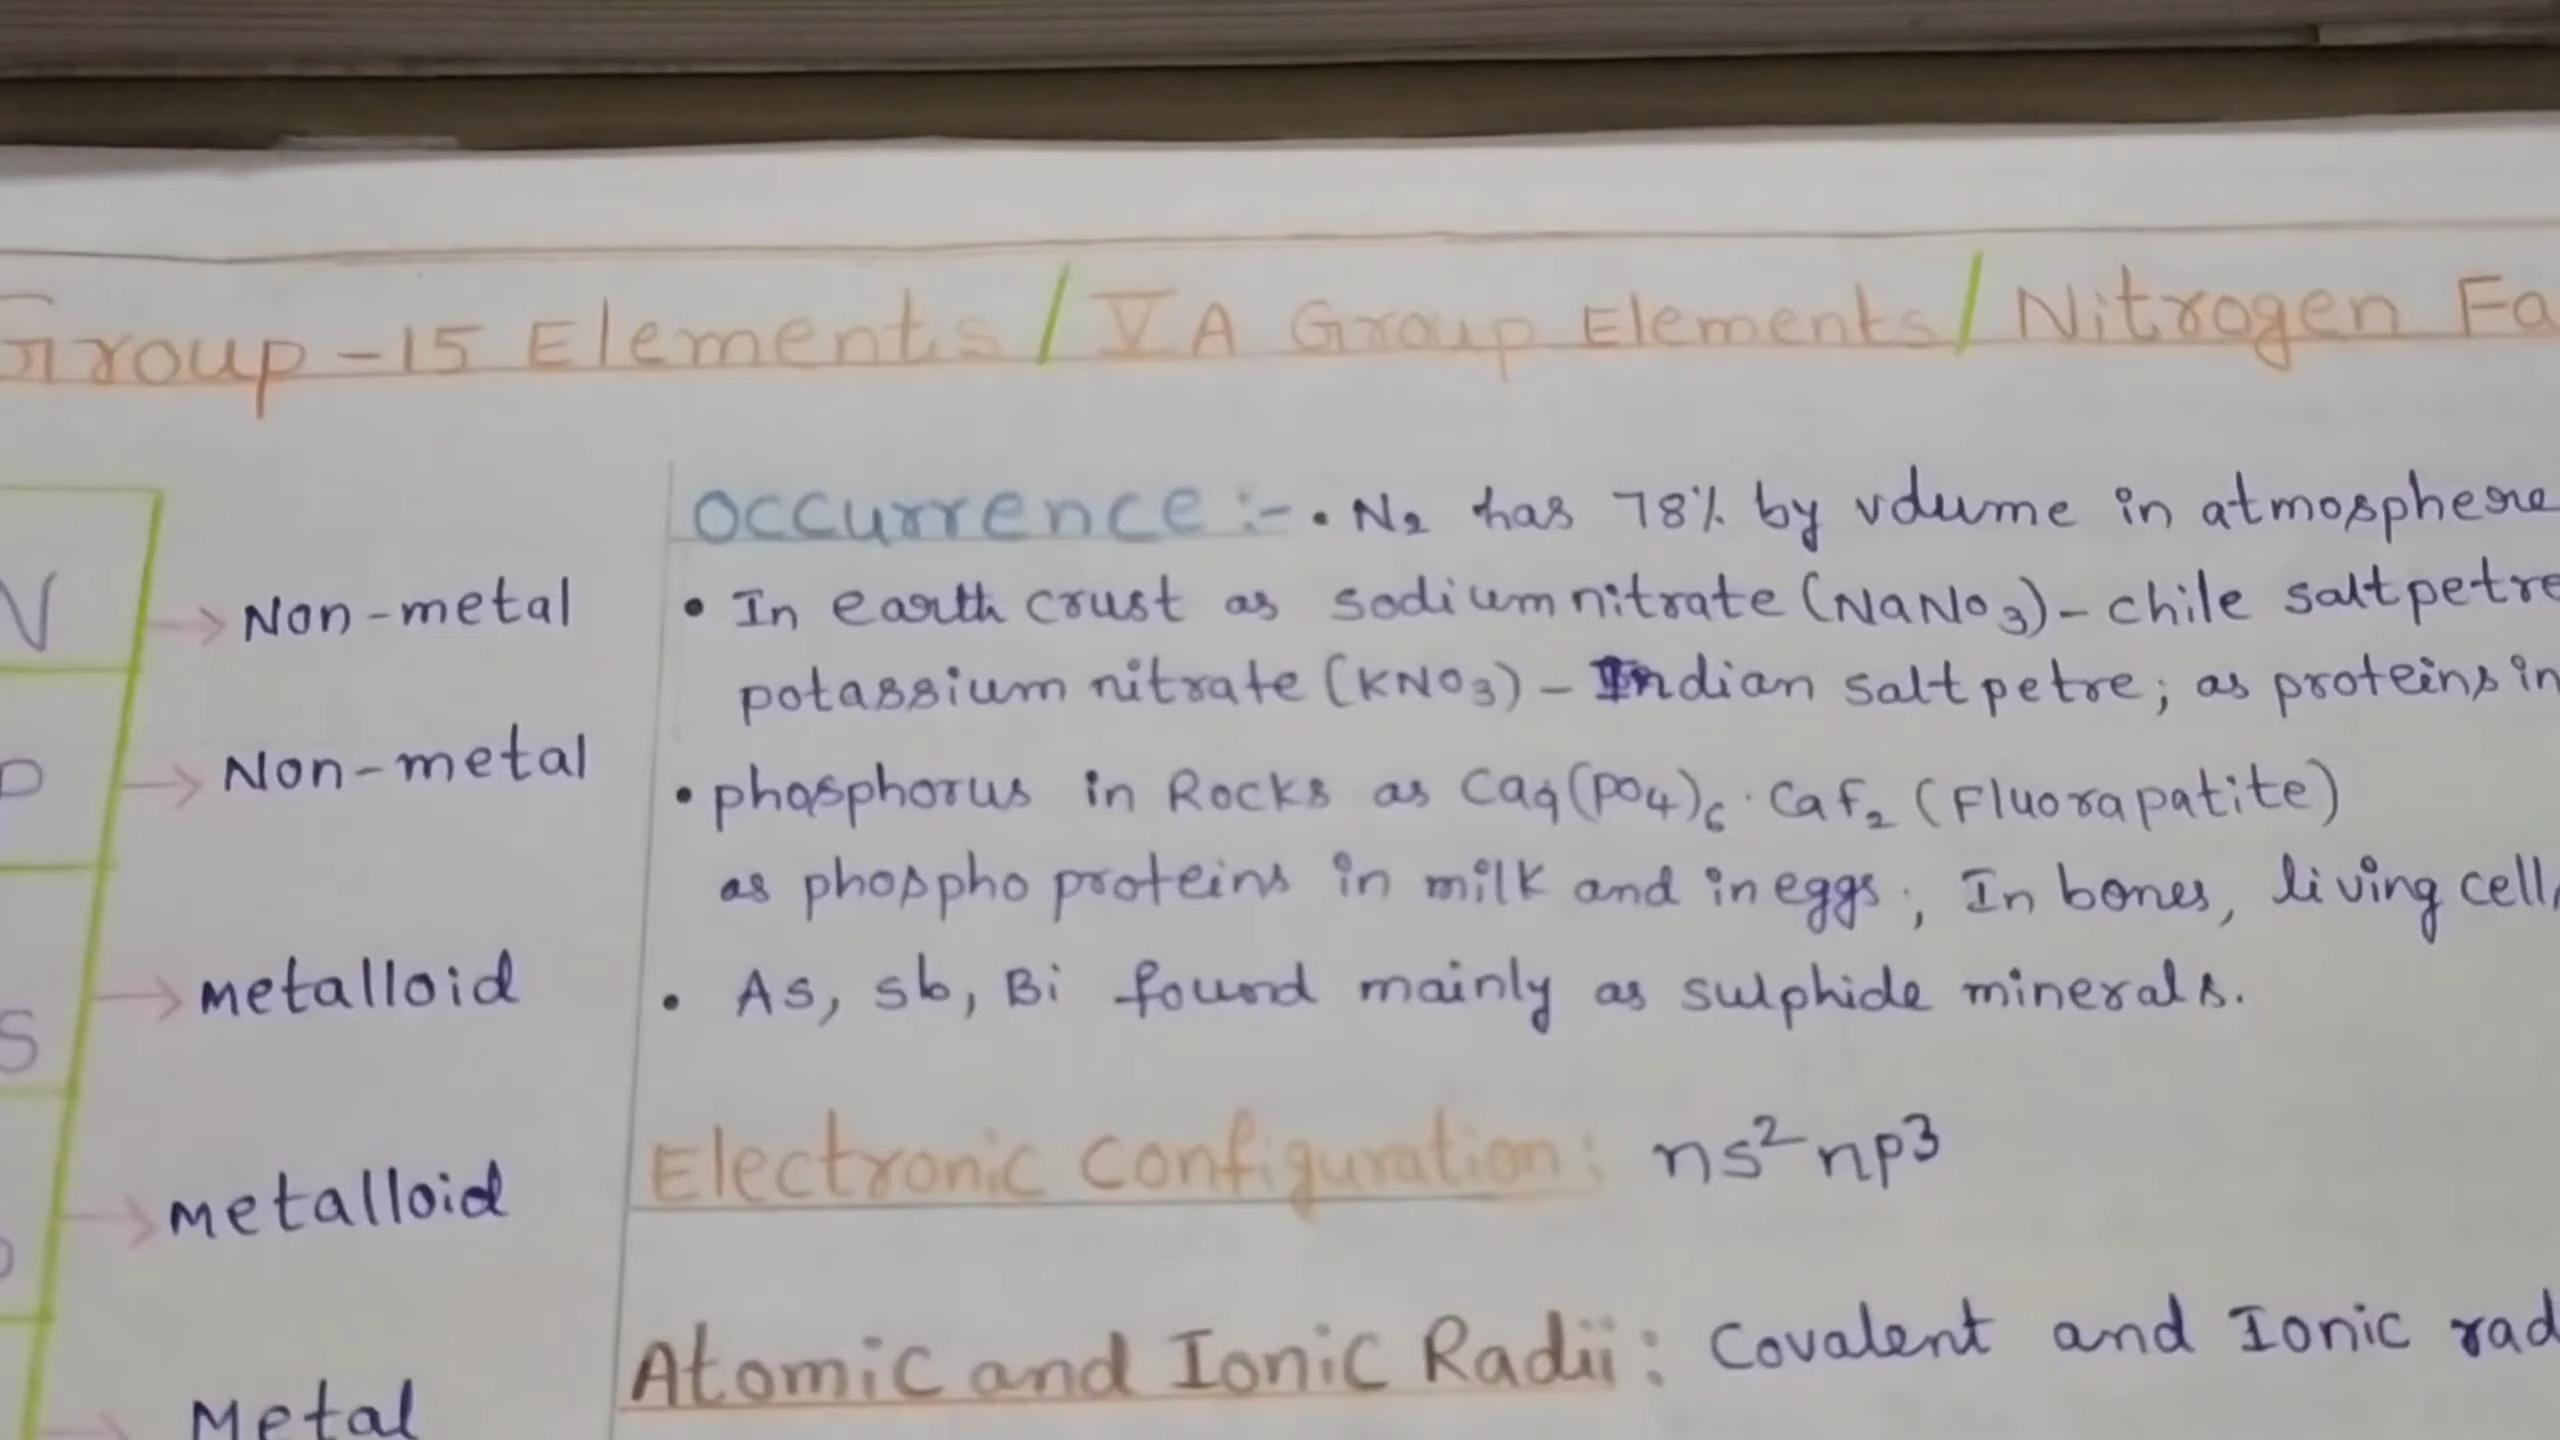 Group-15 Elements / VA Group Elements / Nitrogen Fa
occurrence :- • N2 has 78% by volume in atmosphere
N → Non-metal
• In earth crust as sodium nitrate (NaNO3) - chile saltpetre
potassium nitrate (KNO3) - Indian saltpetre; as proteins in
P → Non-metal
• phosphorus in Rocks as Ca9(PO4)6 · CaF2 (Fluorapatite)
as phospho proteins in milk and in eggs; In bones, living cell
S → metalloid
• As, Sb, Bi found mainly as sulphide minerals.
Electronic Configuration: ns2 np3
→ metalloid
Atomic and Ionic Radii: Covalent and Ionic rad
→ Metal